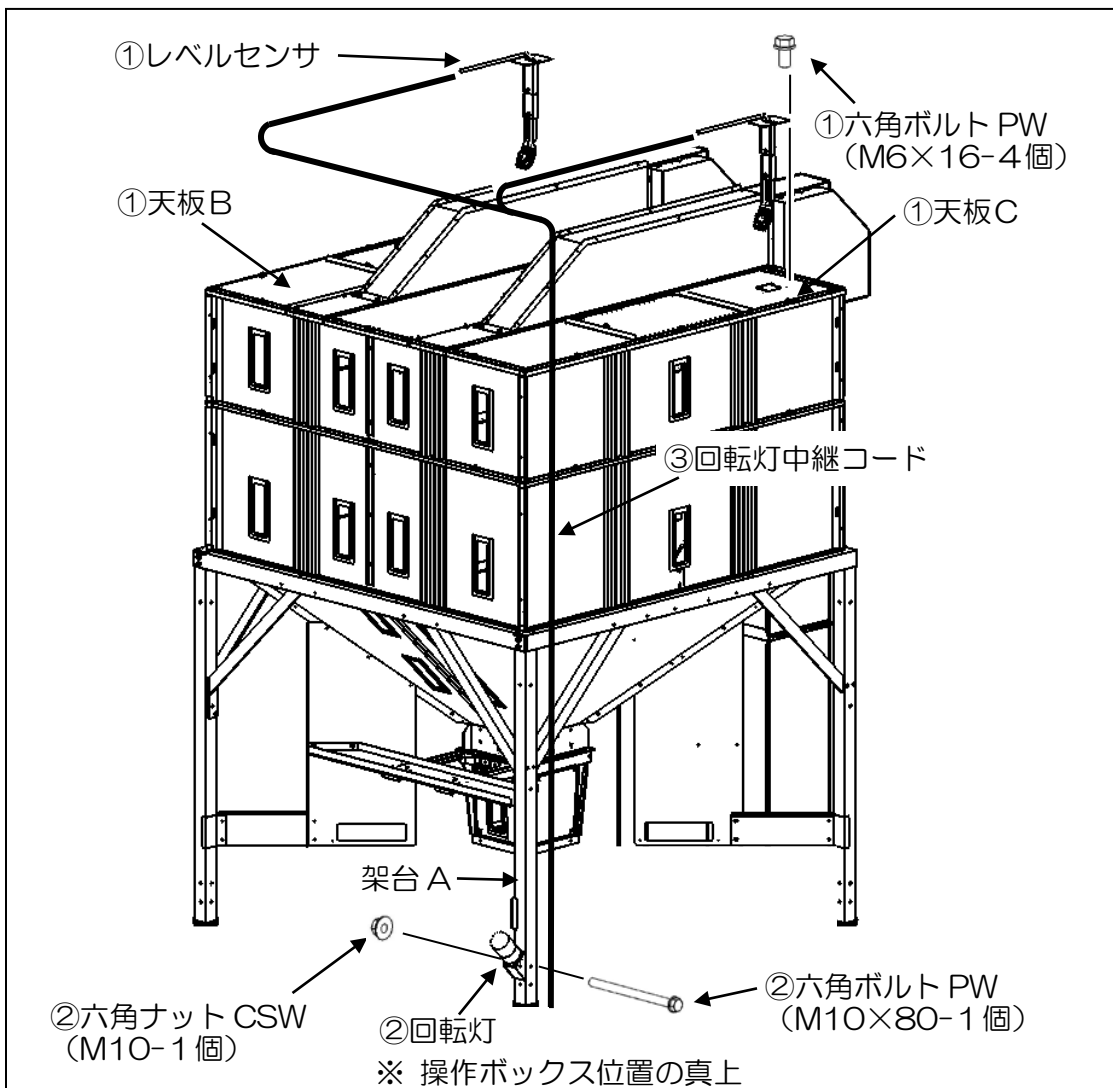 ①レベルセンサ
①六角ボルト PW
（M6×16-4個）
①天板B
①天板C
③回転灯中継コード
架台 A
②六角ナット CSW
（M10-1個）
②回転灯
②六角ボルト PW
（M10×80-1個）
※ 操作ボックス位置の真上